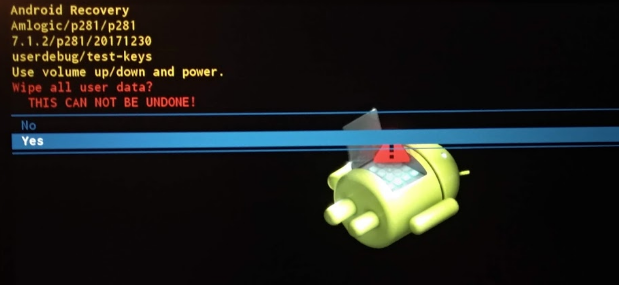 Android Recovery
Amlogic/p281/p281
7.1.2/p281/20171230
userdebug/test-keys
Use volume up/down and power.
Wipe all user data?
THIS CAN NOT BE UNDONE!
No
Yes